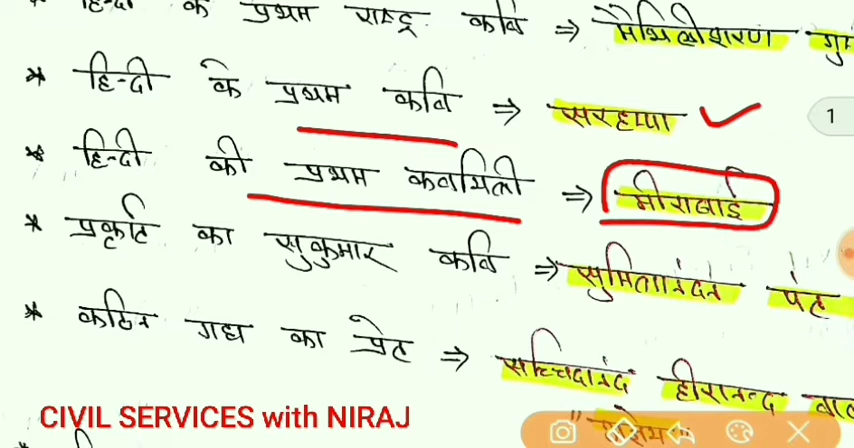 * हिन्दी के प्रथम राष्ट्र कवि ⇒ मैथिलीशरण गुप्त
* हिन्दी के प्रथम कवि ⇒ सरहप्पा ✓
1
* हिन्दी की प्रथम कवयित्री ⇒ मीराबाई
* प्रकृति का सुकुमार कवि ⇒ सुमित्रानंदन पंत
* कठिन गद्य का प्रेत ⇒ सच्चिदानंद हीरानन्द
CIVIL SERVICES with NIRAJ